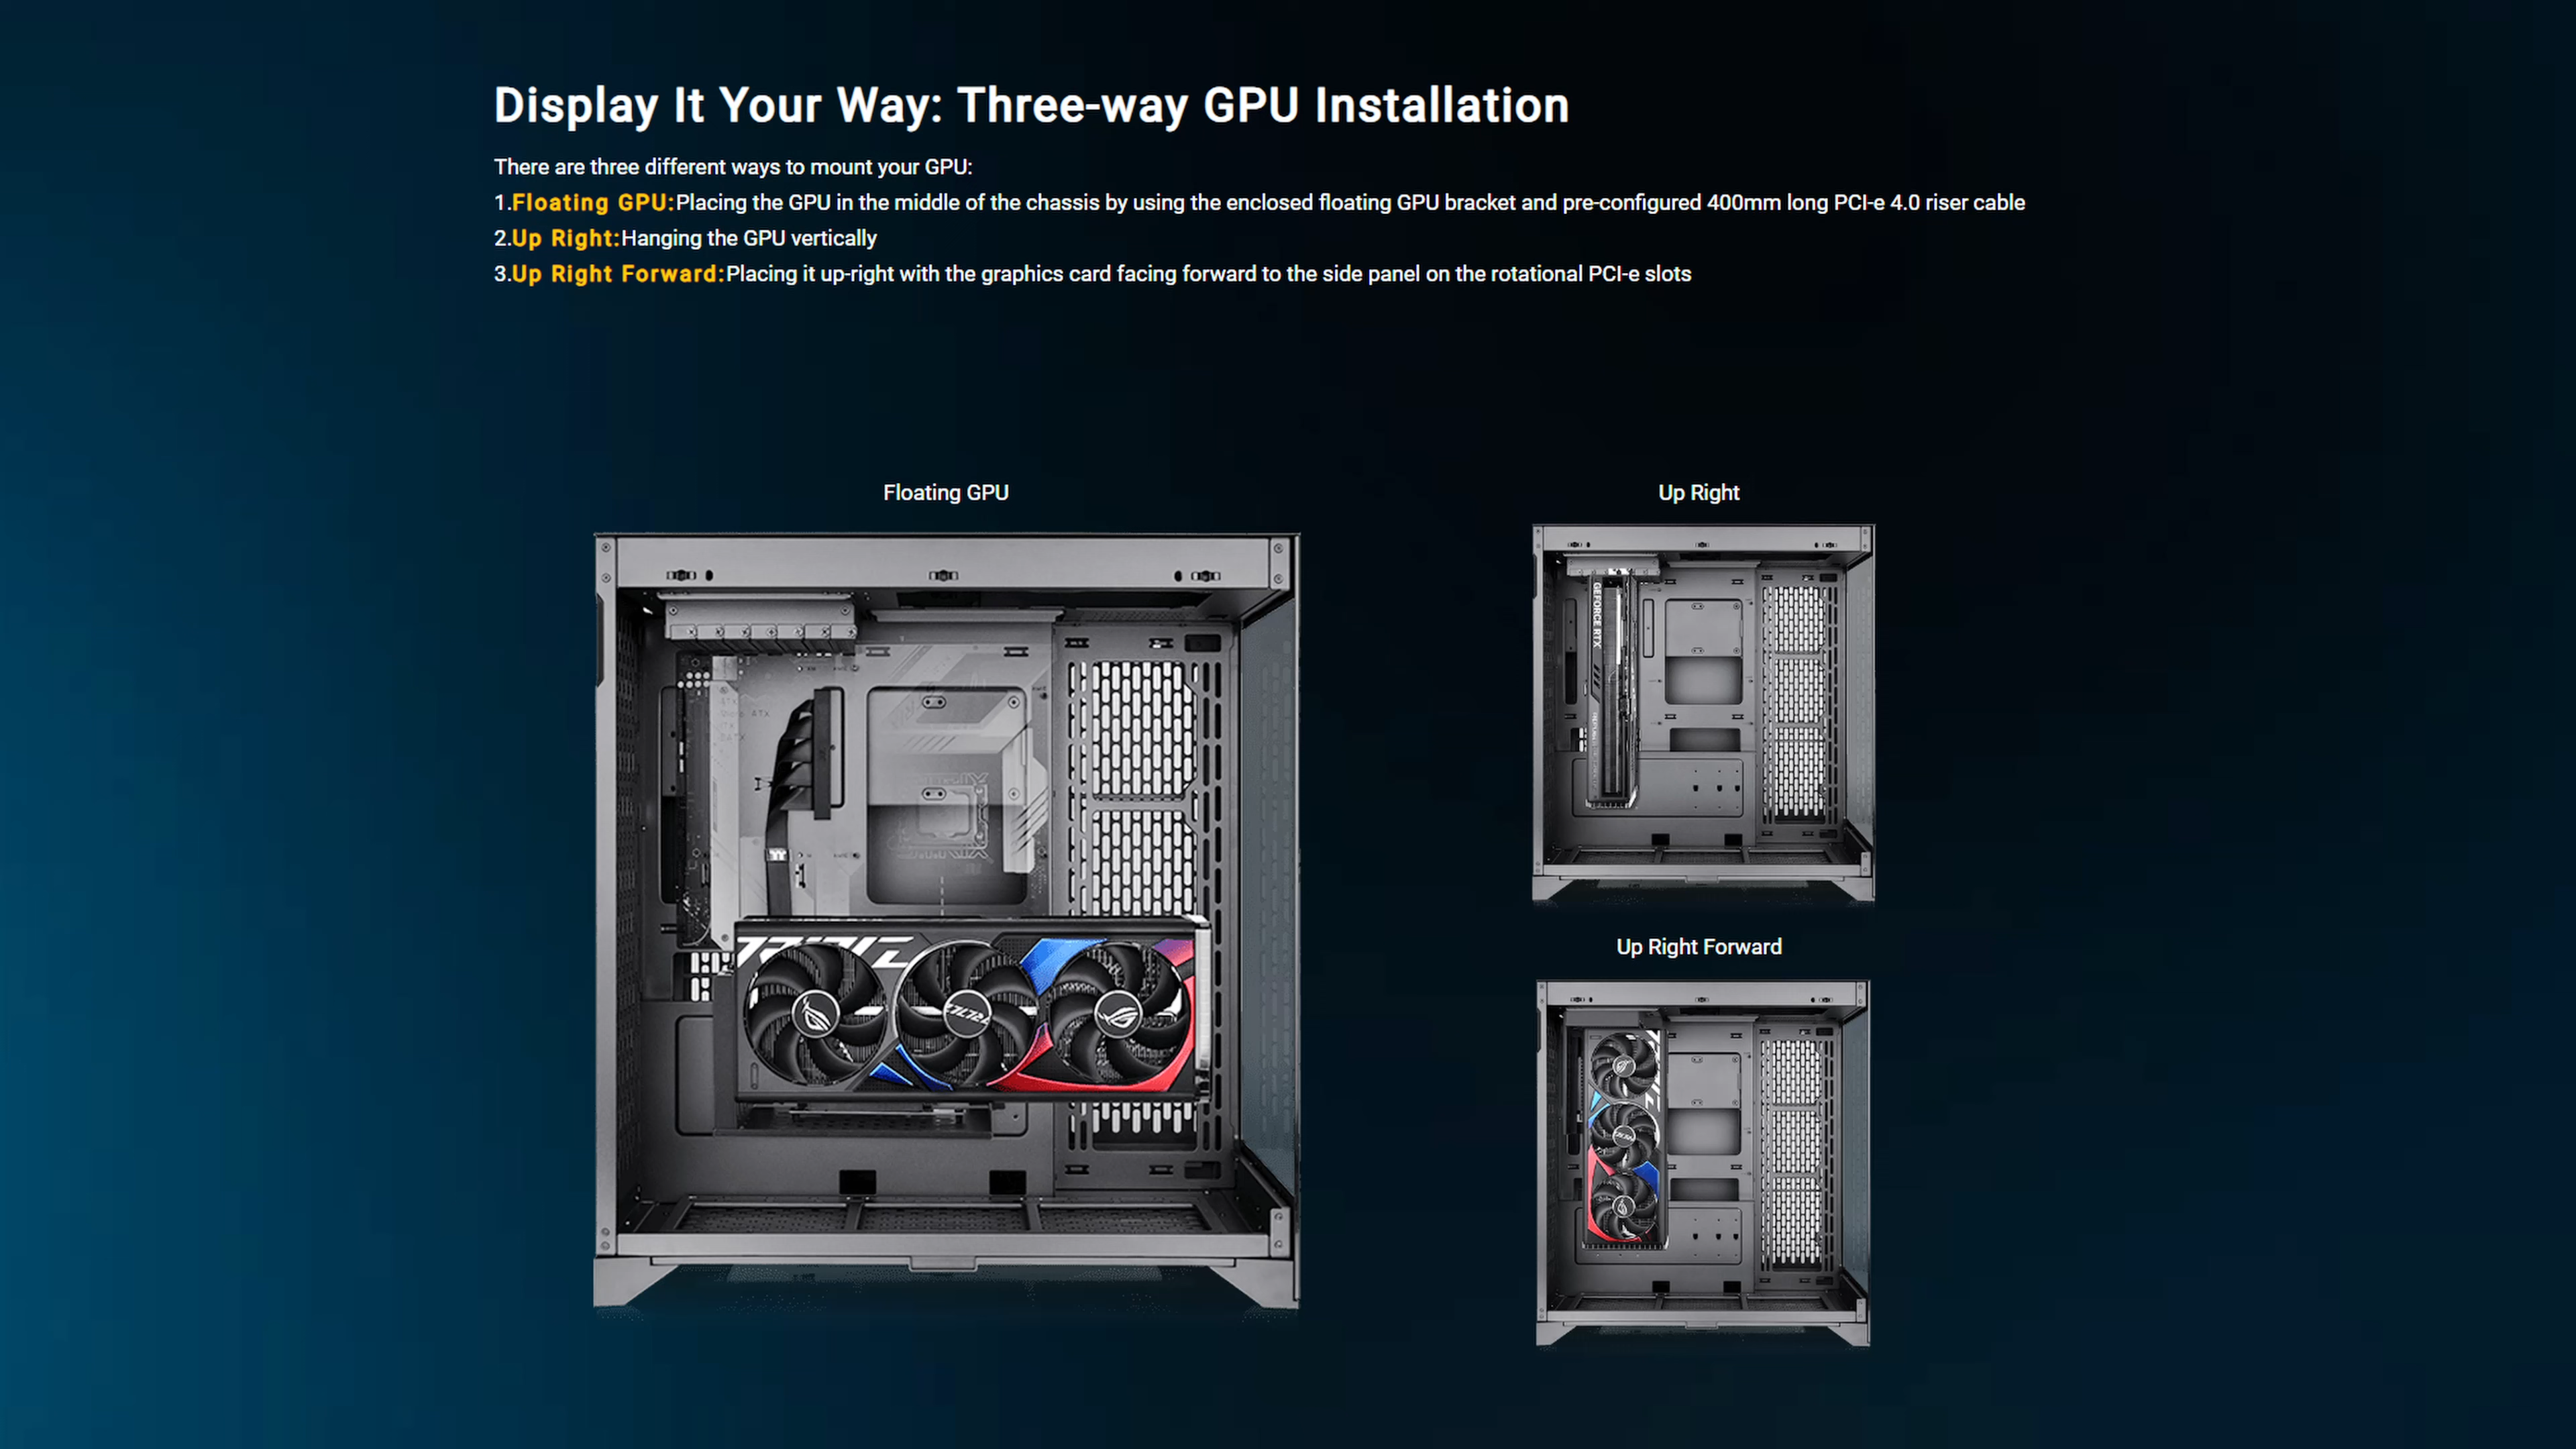 Display It Your Way: Three-way GPU Installation
There are three different ways to mount your GPU:
1.Floating GPU:Placing the GPU in the middle of the chassis by using the enclosed floating GPU bracket and pre-configured 400mm long PCI-e 4.0 riser cable
2.Up Right:Hanging the GPU vertically
3.Up Right Forward:Placing it up-right with the graphics card facing forward to the side panel on the rotational PCI-e slots
Floating GPU
Up Right
GEFORCE RTX
Up Right Forward